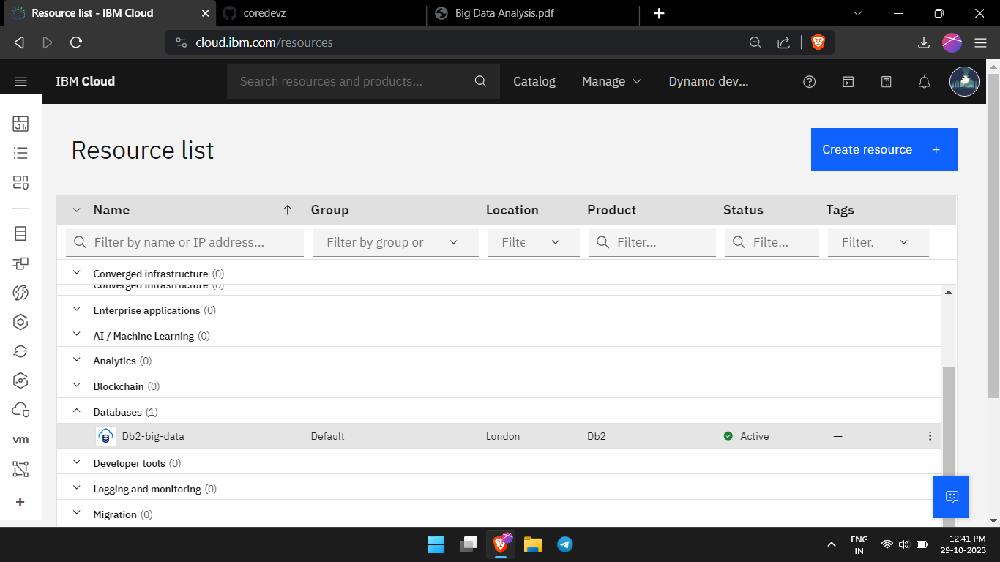 Resource list - IBM Cloud
coredevz
Big Data Analysis.pdf
cloud.ibm.com/resources
IBM Cloud
Search resources and products...
Catalog
Manage
Dynamo dev...
Resource list
Create resource +
Name
Group
Location
Product
Status
Tags
Filter by name or IP address...
Filter by group or
Filte
Filter...
Filte...
Filter.
Converged infrastructure (0)
Converged infrastructure (0)
Enterprise applications (0)
AI / Machine Learning (0)
Analytics (0)
Blockchain (0)
Databases (1)
Db2-big-data
Default
London
Db2
Active
—
Developer tools (0)
Logging and monitoring (0)
Migration (0)
vm
ENG
IN
12:41 PM
29-10-2023